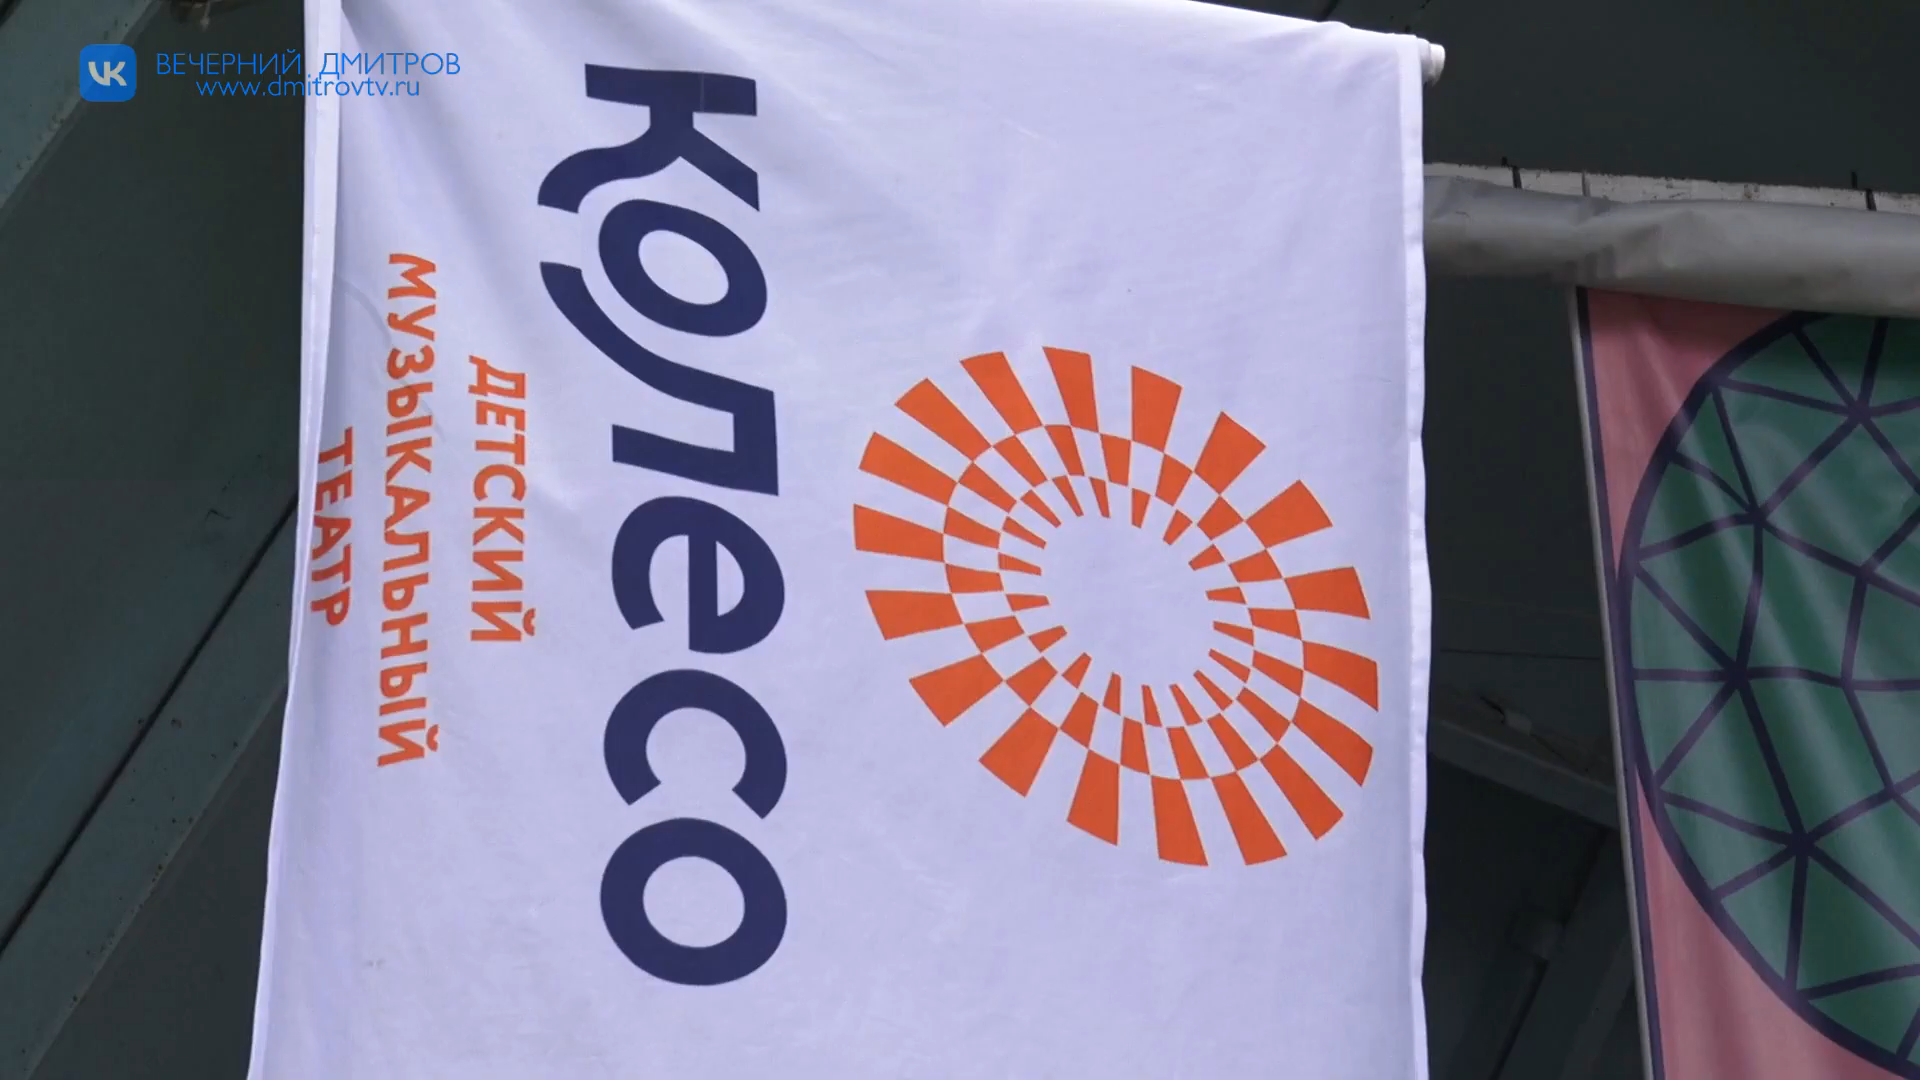 ВЕЧЕРНИЙ ДМИТРОВ
www.dmitrovtv.ru
колесо
ДЕТСКИЙ
МУЗЫКАЛЬНЫЙ
ТЕАТР